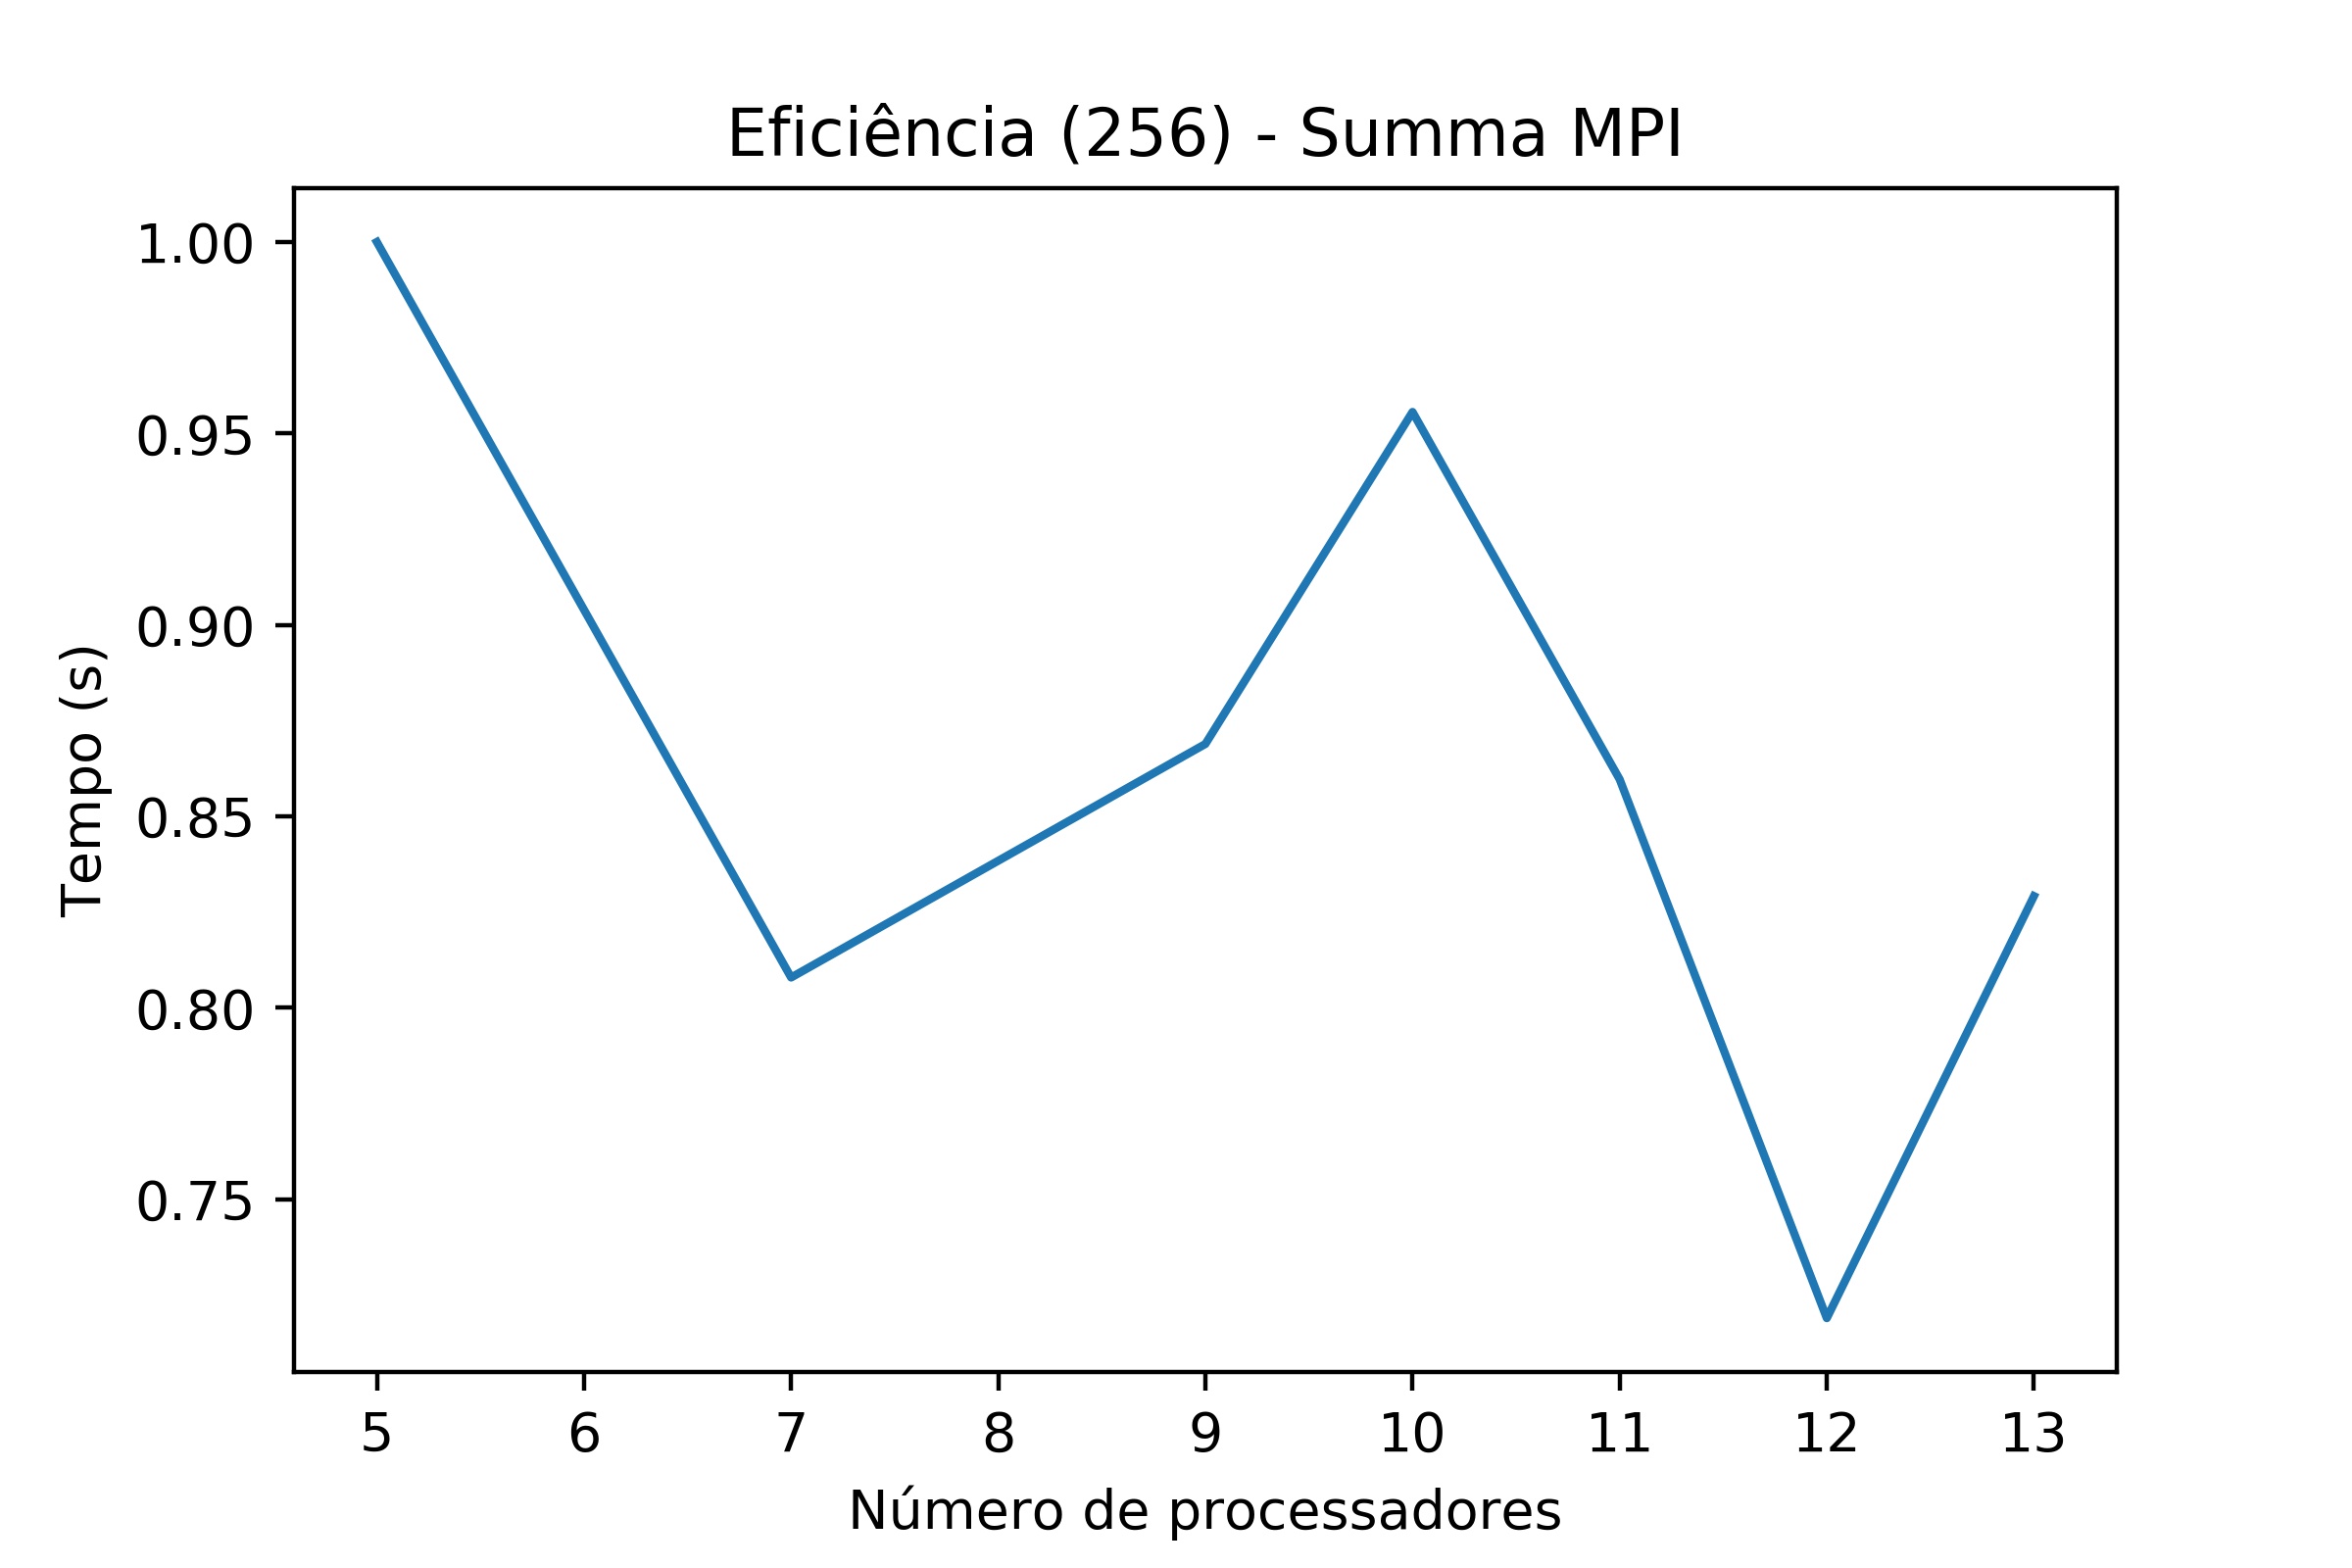 Eficiência (256) - Summa MPI
1.00
0.95
0.90
0.85
0.80
0.75
Tempo (s)
5 6 7 8 9 10 11 12 13
Número de processadores